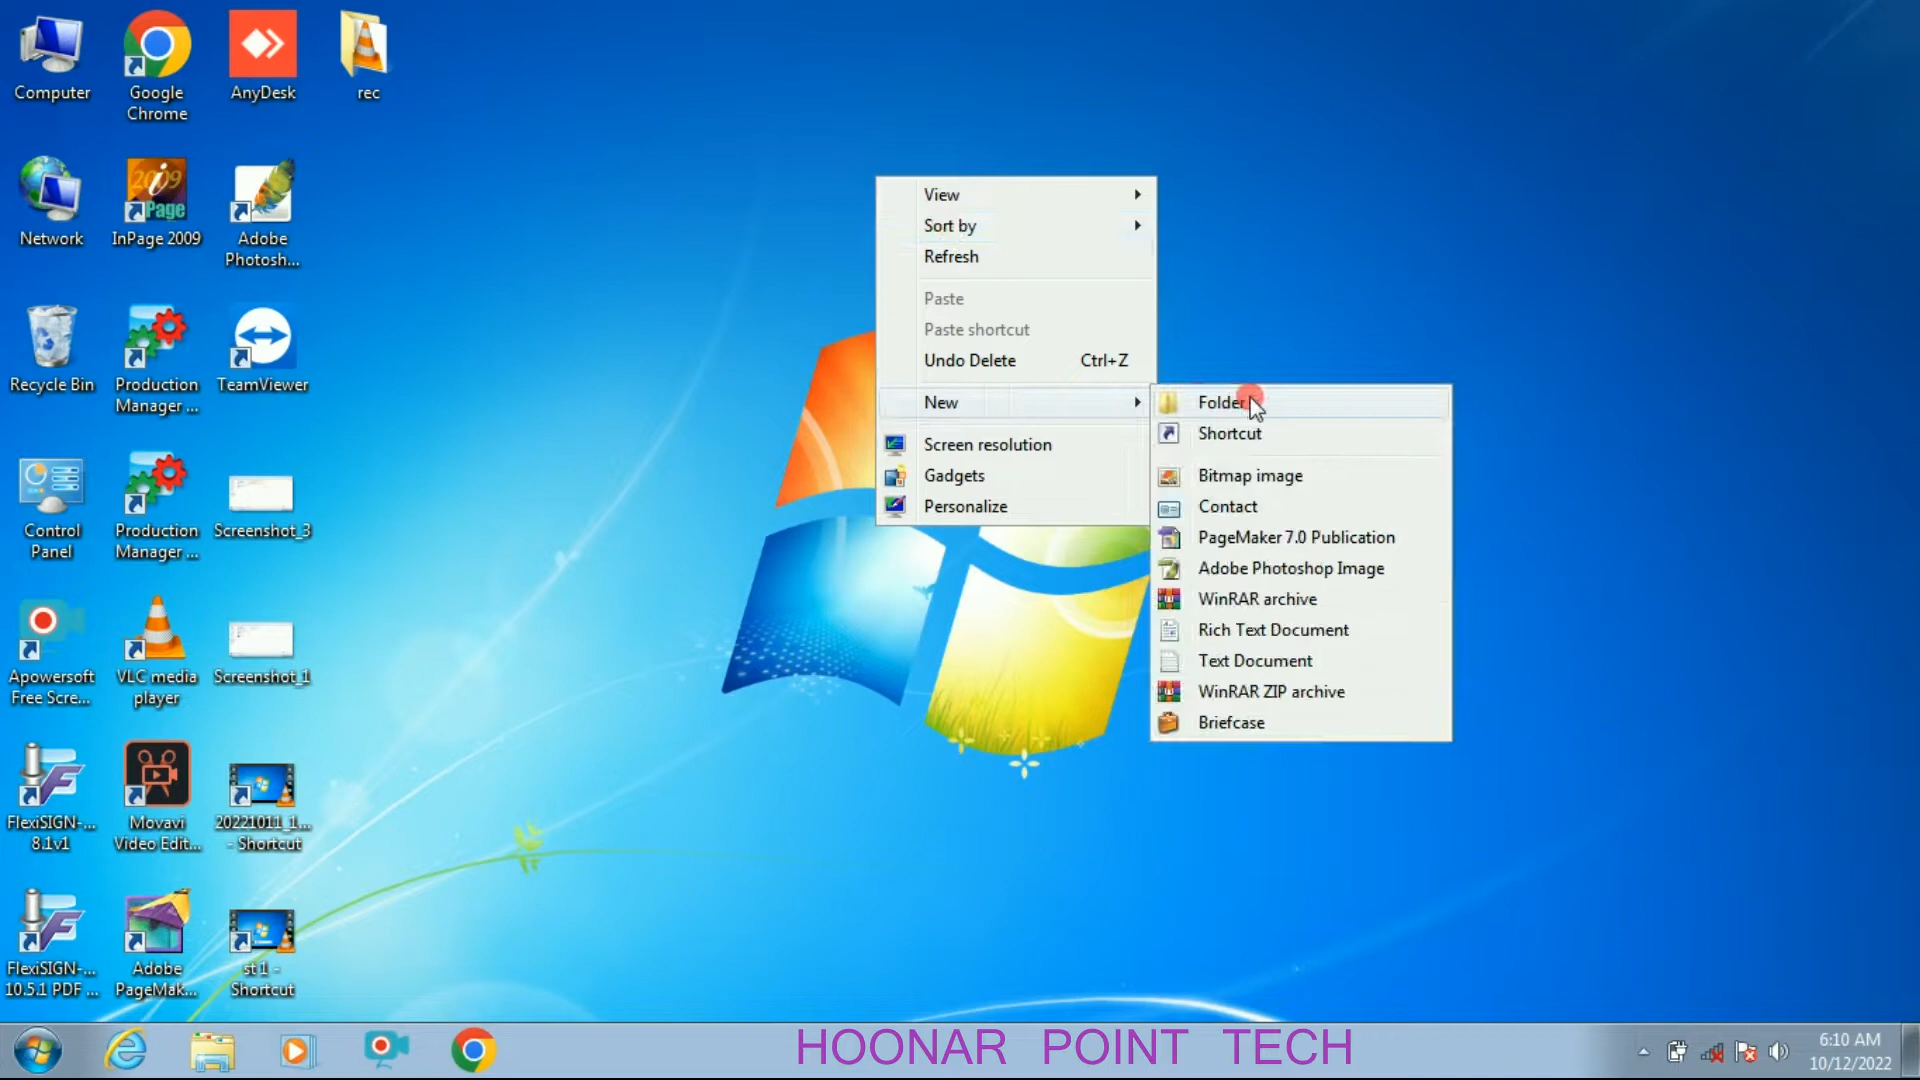 Computer
Google
Chrome
AnyDesk
rec
Network
2009
iPage
InPage 2009
Adobe
Photosh...
Recycle Bin
Production
Manager ...
TeamViewer
Control
Panel
Production
Manager ...
Screenshot_3
Apowersoft
Free Scre...
VLC media
player
Screenshot_1
FlexiSIGN-...
8.1v1
Movavi
Video Edit...
20221011_1...
- Shortcut
FlexiSIGN-...
10.5.1 PDF ...
Adobe
PageMak...
st 1 -
Shortcut
View
Sort by
Refresh
Paste
Paste shortcut
Undo Delete Ctrl+Z
New
Screen resolution
Gadgets
Personalize
Folder
Shortcut
Bitmap image
Contact
PageMaker 7.0 Publication
Adobe Photoshop Image
WinRAR archive
Rich Text Document
Text Document
WinRAR ZIP archive
Briefcase
HOONAR POINT TECH
6:10 AM
10/12/2022